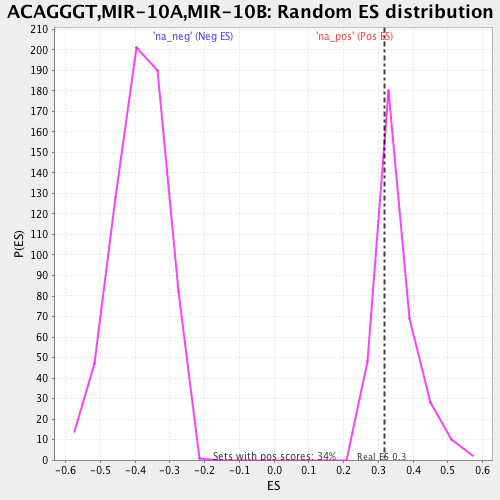 ACAGGGT,MIR-10A,MIR-10B: Random ES distribution
'na_neg' (Neg ES)
'na_pos' (Pos ES)
210
200
190
180
170
160
150
140
130
120
110
100
90
80
70
60
50
40
30
20
10
0
P(ES)
Sets with pos scores: 34%
Real ES 0.3
-0.6 -0.5 -0.4 -0.3 -0.2 -0.1 0.0 0.1 0.2 0.3 0.4 0.5 0.6
ES